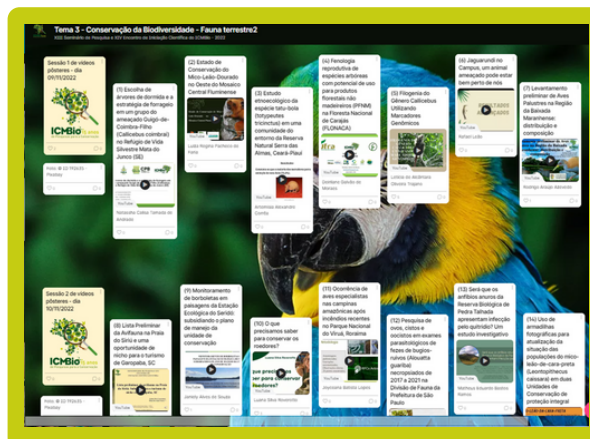 Tema 3 - Conservação da Biodiversidade - Fauna terrestre2
XIII Seminário de Pesquisa e XIV Encontro de Iniciação Científica do ICMBio - 2022
Sessão 1 de vídeos
pôsteres - dia
09/11/2022
ICMBio
(1) Escolha de
árvores de dormida e a
estratégia de forrageio
em um grupo do
ameaçado Guigó-de-
Coimbra-Filho
(Callicebus coimbrai)
no Refúgio de Vida
Silvestre Mata do
Junco (SE)
YouTube
(2) Estado de
Conservação do
Mico-Leão-Dourado
no Oeste do Mosaico
Central Fluminense
YouTube
(3) Estudo
etnoecológico da
espécie tatu-bola
(tolypeutes
tricinctus) em uma
comunidade do
entorno da Reserva
Natural Serra das
Almas, Ceará-Piauí
YouTube
(4) Fenologia
reprodutiva de
espécies arbóreas
com potencial de uso
para produtos
florestais não
madeireiros (PFNM)
na Floresta Nacional
de Carajás
(FLONACA)
YouTube
(5) Filogenia do
Gênero Callicebus
Utilizando
Marcadores
Genômicos
YouTube
(6) Jaguarundi no
Campus, um animal
ameaçado pode estar
bem perto de nós
YouTube
(7) Levantamento
preliminar de Aves
Palustres na Região
da Baixada
Maranhense:
distribuição e
composição
YouTube
Sessão 2 de vídeos
pôsteres - dia
10/11/2022
ICMBio
(8) Lista Preliminar
da Avifauna na Praia
do Siriú e uma
oportunidade de
nicho para o turismo
de Garopaba, SC
YouTube
(9) Monitoramento
de borboletas em
paisagens da Estação
Ecológica do Seridó:
subsidiando o plano
de manejo da
unidade de
conservação
YouTube
(10) O que
precisamos saber
para conservar os
roedores?
YouTube
(11) Ocorrência de
aves especialistas
nas campinas
amazônicas após
incêndios recentes
no Parque Nacional
do Viruá, Roraima
YouTube
(12) Pesquisa de
ovos, cistos e
oocistos em exames
parasitológicos de
fezes de bugios-
ruivos (Alouatta
guariba)
necropsiados de
2017 a 2021 na
Divisão de Fauna da
Prefeitura de São
Paulo
(13) Será que os
anfíbios anuros da
Reserva Biológica de
Pedra Talhada
apresentam infecção
pelo quitrídio? Um
estudo investigativo
YouTube
(14) Uso de
armadilhas
fotográficas para
atualização da
situação das
populações do mico-
leão-de-cara-preta
(Leontopithecus
caissara) em duas
Unidades de
Conservação de
proteção integral